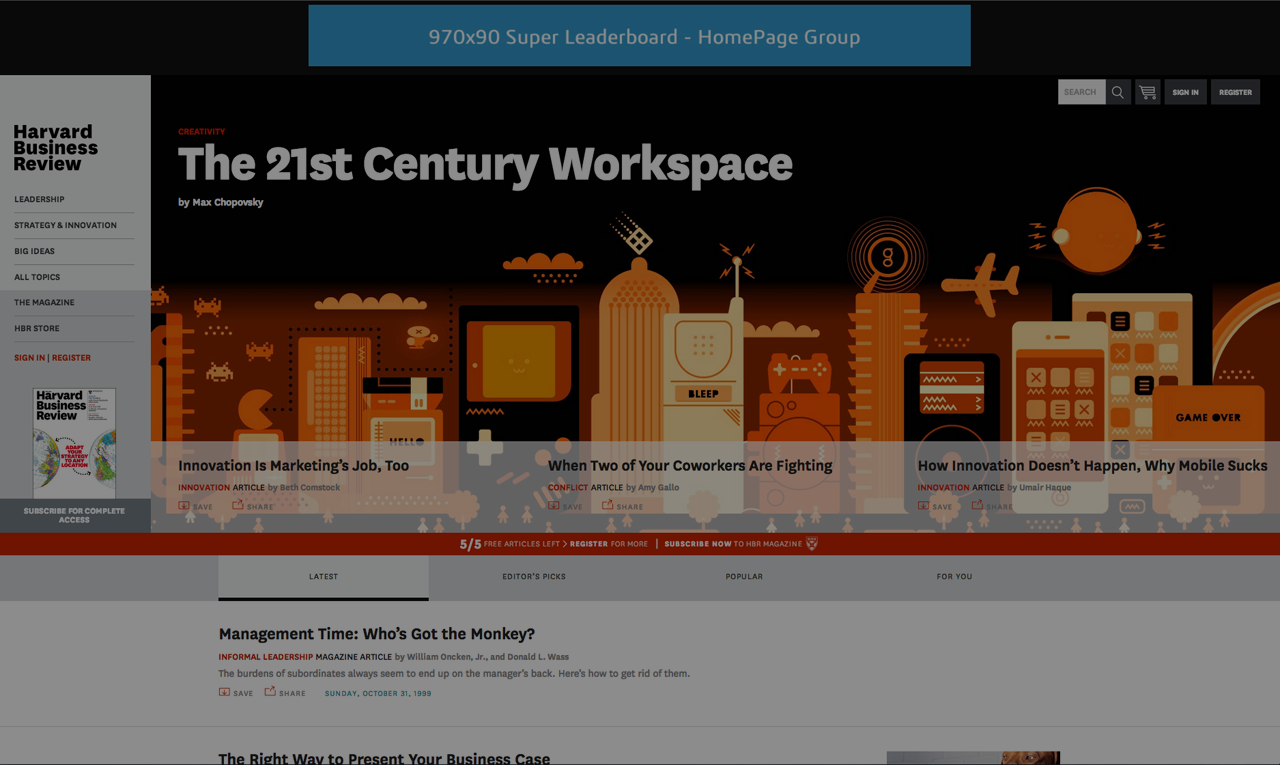 970x90 Super Leaderboard - HomePage Group
SEARCH
SIGN IN
REGISTER
Harvard
Business
Review
LEADERSHIP
STRATEGY & INNOVATION
BIG IDEAS
ALL TOPICS
THE MAGAZINE
HBR STORE
SIGN IN | REGISTER
Harvard
Business
Review
ADAPT
YOUR
STRATEGY
TO ANY
LOCATION
SUBSCRIBE FOR COMPLETE
ACCESS
CREATIVITY
The 21st Century Workspace
by Max Chopovsky
g
BLEEP
HELLO
GAME OVER
Innovation Is Marketing’s Job, Too
INNOVATION ARTICLE by Beth Comstock
SAVE SHARE
When Two of Your Coworkers Are Fighting
CONFLICT ARTICLE by Amy Gallo
SAVE SHARE
How Innovation Doesn’t Happen, Why Mobile Sucks
INNOVATION ARTICLE by Umair Haque
SAVE SHARE
5/5 FREE ARTICLES LEFT > REGISTER FOR MORE | SUBSCRIBE NOW TO HBR MAGAZINE
LATEST
EDITOR’S PICKS
POPULAR
FOR YOU
Management Time: Who’s Got the Monkey?
INFORMAL LEADERSHIP MAGAZINE ARTICLE by William Oncken, Jr., and Donald L. Wass
The burdens of subordinates always seem to end up on the manager’s back. Here’s how to get rid of them.
SAVE SHARE SUNDAY, OCTOBER 31, 1999
The Right Way to Present Your Business Case